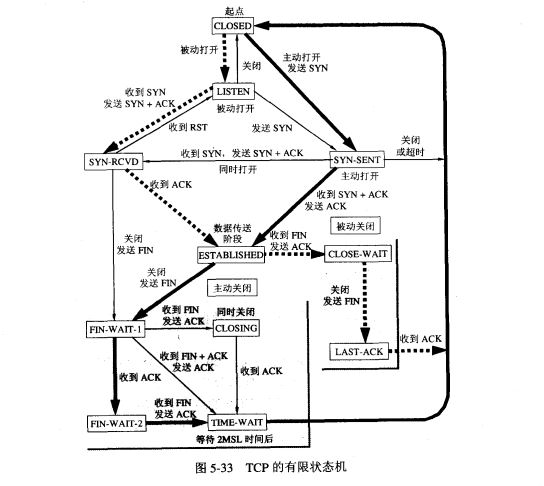 起点
CLOSED
被动打开
关闭
主动打开
发送 SYN
LISTEN
被动打开
收到 SYN
发送 SYN + ACK
收到 RST
发送 SYN
SYN-RCVD
收到 SYN，发送 SYN + ACK
同时打开
SYN-SENT
主动打开
关闭
或超时
收到 ACK
收到 SYN + ACK
发送 ACK
数据传送
阶段
ESTABLISHED
被动关闭
收到 FIN
发送 ACK
CLOSE-WAIT
关闭
发送 FIN
关闭
发送 FIN
主动关闭
关闭
发送 FIN
FIN-WAIT-1
收到 FIN
发送 ACK
同时关闭
CLOSING
LAST-ACK
收到 ACK
收到 ACK
收到 FIN + ACK
发送 ACK
收到 ACK
FIN-WAIT-2
收到 FIN
发送 ACK
TIME-WAIT
等待 2MSL 时间后
图 5-33 TCP 的有限状态机